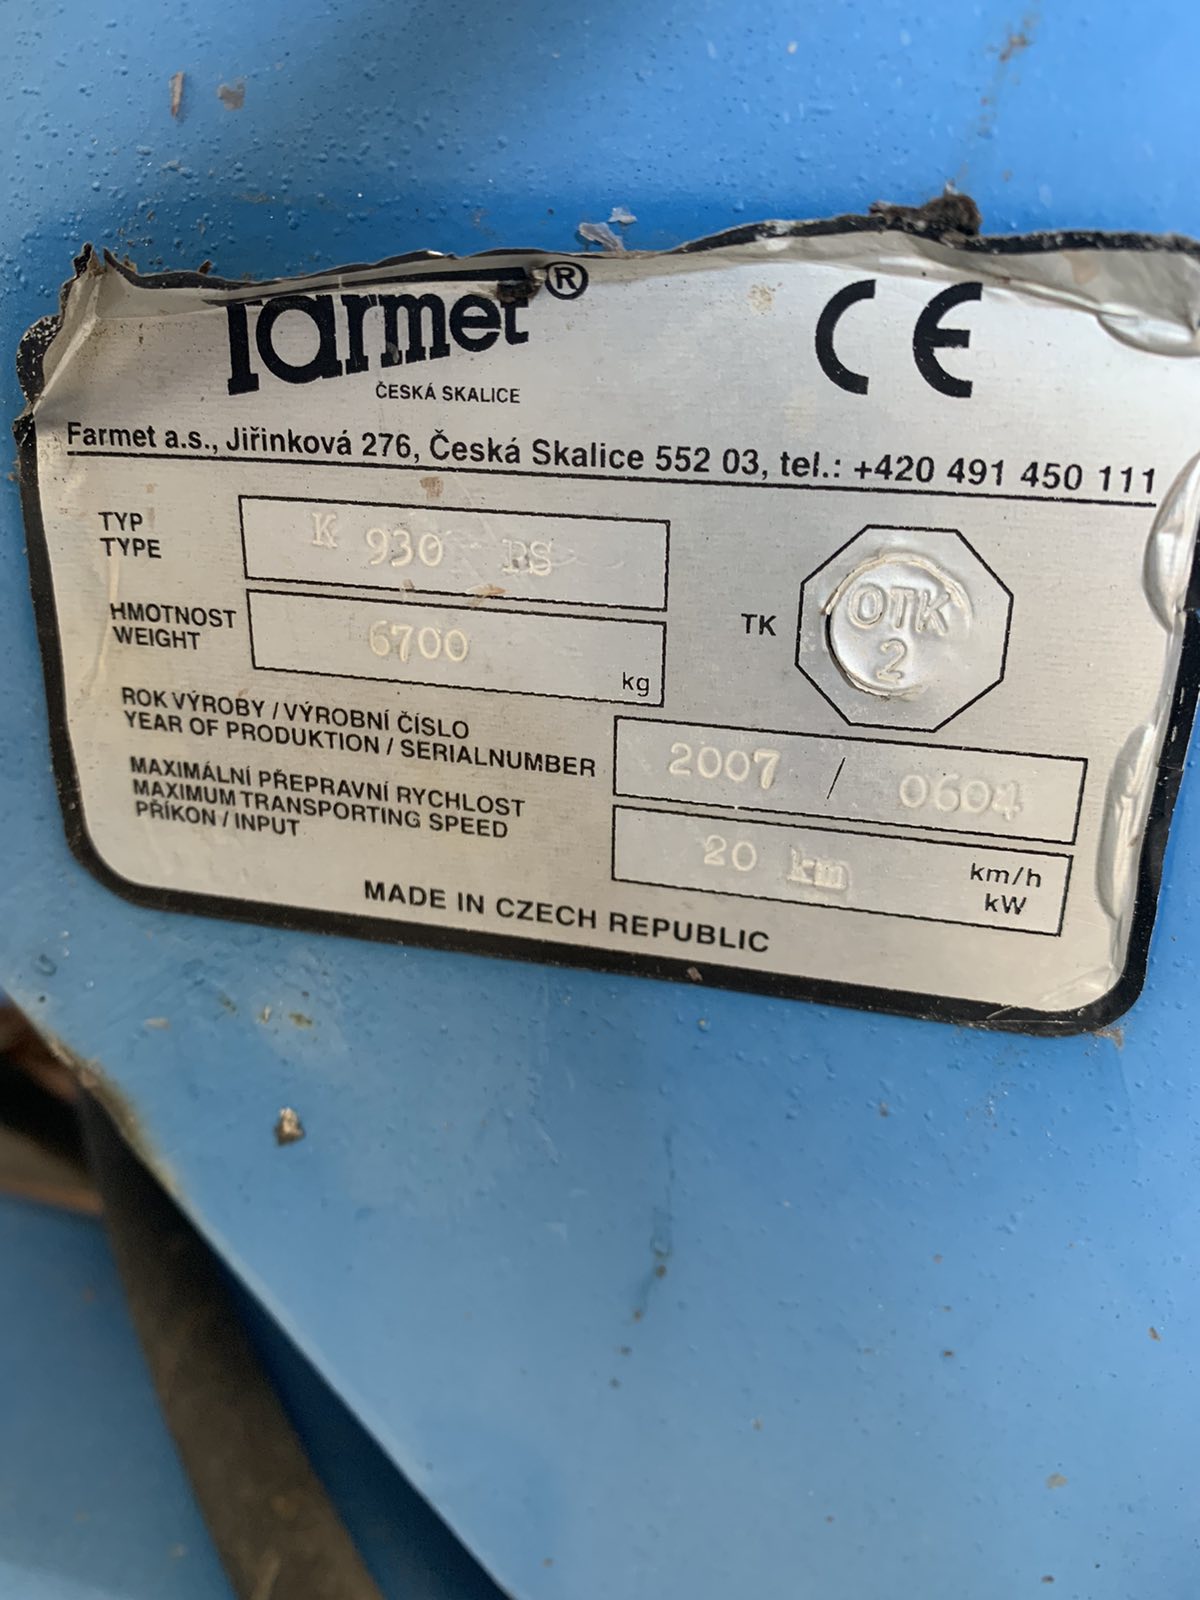 Farmet®
ČESKÁ SKALICE
CE
Farmet a.s., Jiřinková 276, Česká Skalice 552 03, tel.: +420 491 450 111
TYP
TYPE
K 930 PS
HMOTNOST
WEIGHT
6700
kg
TK
OTK
2
ROK VÝROBY / VÝROBNÍ ČÍSLO
YEAR OF PRODUKTION / SERIALNUMBER
2007 / 0604
MAXIMÁLNÍ PŘEPRAVNÍ RYCHLOST
MAXIMUM TRANSPORTING SPEED
PŘÍKON / INPUT
20 km
km/h
kW
MADE IN CZECH REPUBLIC